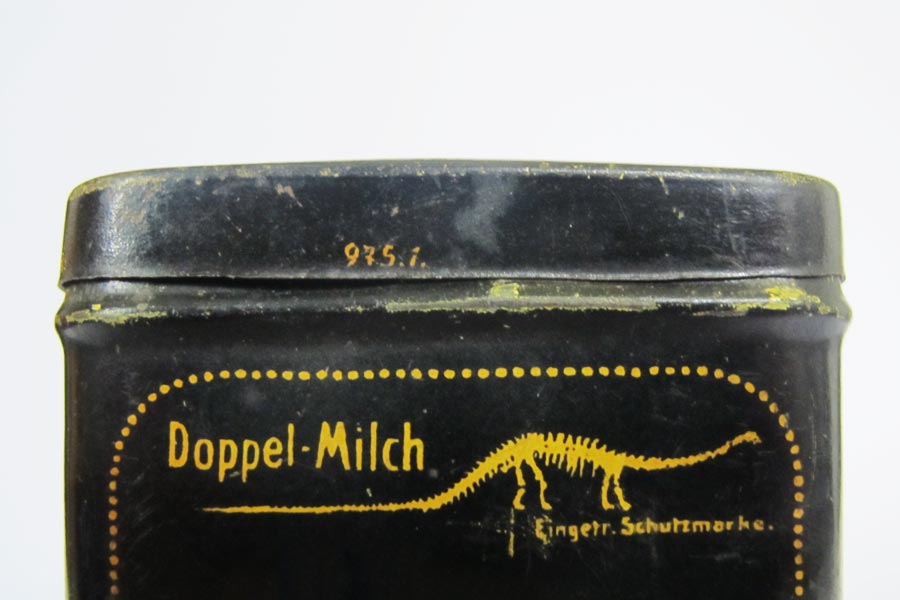 975.1.
Doppel-Milch
Eingetr. Schutzmarke.